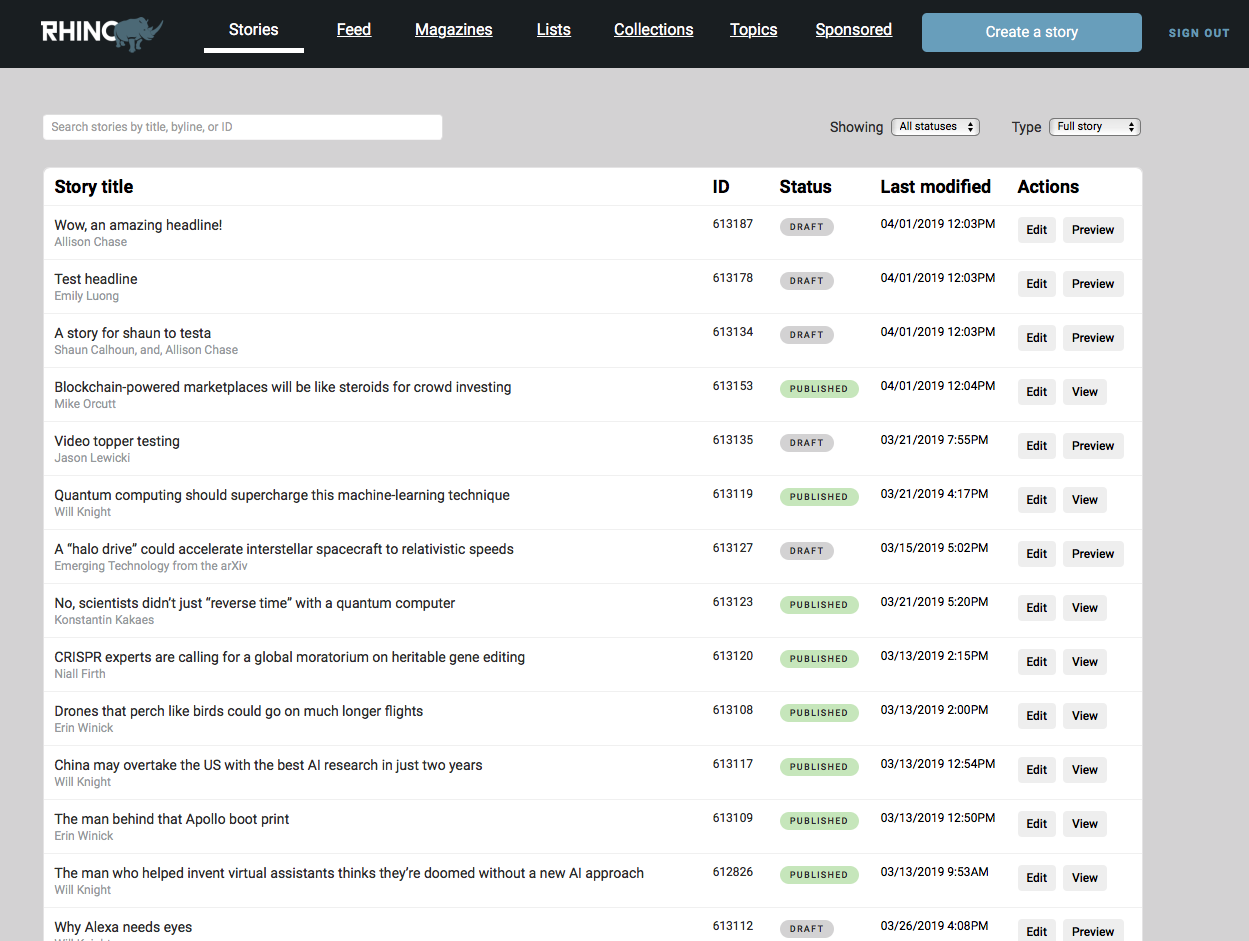 RHINO
Stories Feed Magazines Lists Collections Topics Sponsored Create a story SIGN OUT
Search stories by title, byline, or ID Showing All statuses Type Full story
Story title ID Status Last modified Actions
Wow, an amazing headline! 613187 DRAFT 04/01/2019 12:03PM Edit Preview
Allison Chase
Test headline 613178 DRAFT 04/01/2019 12:03PM Edit Preview
Emily Luong
A story for shaun to testa 613134 DRAFT 04/01/2019 12:03PM Edit Preview
Shaun Calhoun, and, Allison Chase
Blockchain-powered marketplaces will be like steroids for crowd investing 613153 PUBLISHED 04/01/2019 12:04PM Edit View
Mike Orcutt
Video topper testing 613135 DRAFT 03/21/2019 7:55PM Edit Preview
Jason Lewicki
Quantum computing should supercharge this machine-learning technique 613119 PUBLISHED 03/21/2019 4:17PM Edit View
Will Knight
A “halo drive” could accelerate interstellar spacecraft to relativistic speeds 613127 DRAFT 03/15/2019 5:02PM Edit Preview
Emerging Technology from the arXiv
No, scientists didn’t just “reverse time” with a quantum computer 613123 PUBLISHED 03/21/2019 5:20PM Edit View
Konstantin Kakaes
CRISPR experts are calling for a global moratorium on heritable gene editing 613120 PUBLISHED 03/13/2019 2:15PM Edit View
Niall Firth
Drones that perch like birds could go on much longer flights 613108 PUBLISHED 03/13/2019 2:00PM Edit View
Erin Winick
China may overtake the US with the best AI research in just two years 613117 PUBLISHED 03/13/2019 12:54PM Edit View
Will Knight
The man behind that Apollo boot print 613109 PUBLISHED 03/13/2019 12:50PM Edit View
Erin Winick
The man who helped invent virtual assistants thinks they’re doomed without a new AI approach 612826 PUBLISHED 03/13/2019 9:53AM Edit View
Will Knight
Why Alexa needs eyes 613112 DRAFT 03/26/2019 4:08PM Edit Preview